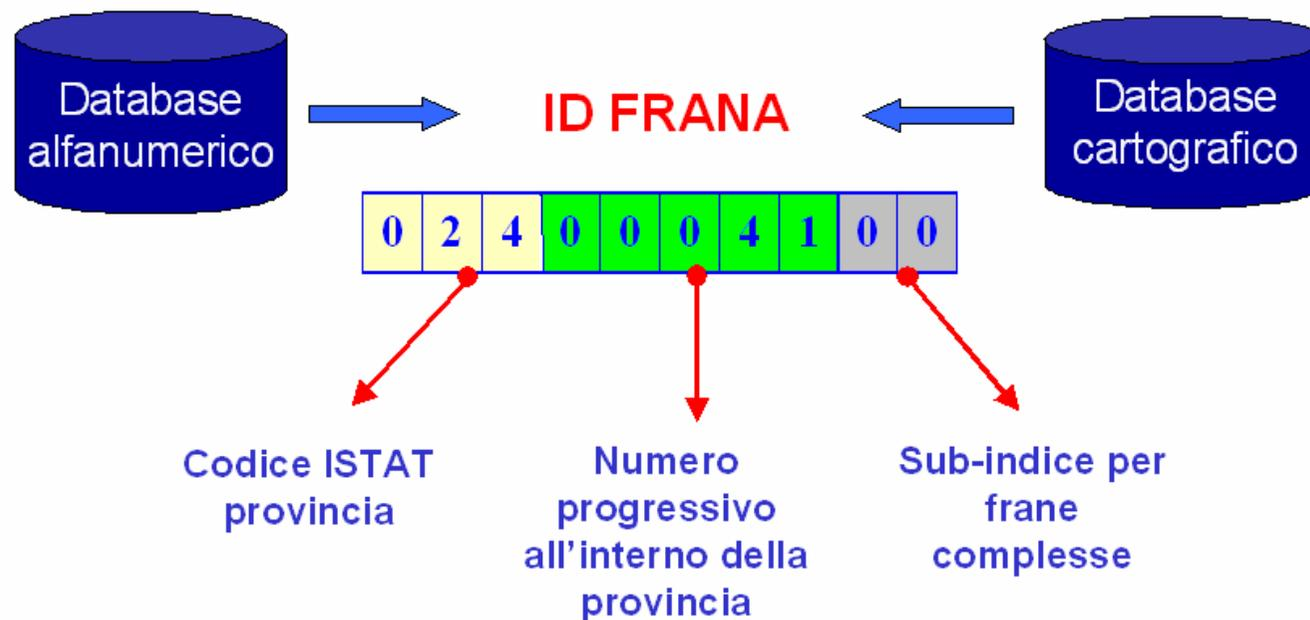 Database
alfanumerico
ID FRANA
Database
cartografico
0 2 4 0 0 0 4 1 0 0
Codice ISTAT
provincia
Numero
progressivo
all'interno della
provincia
Sub-indice per
frane
complesse